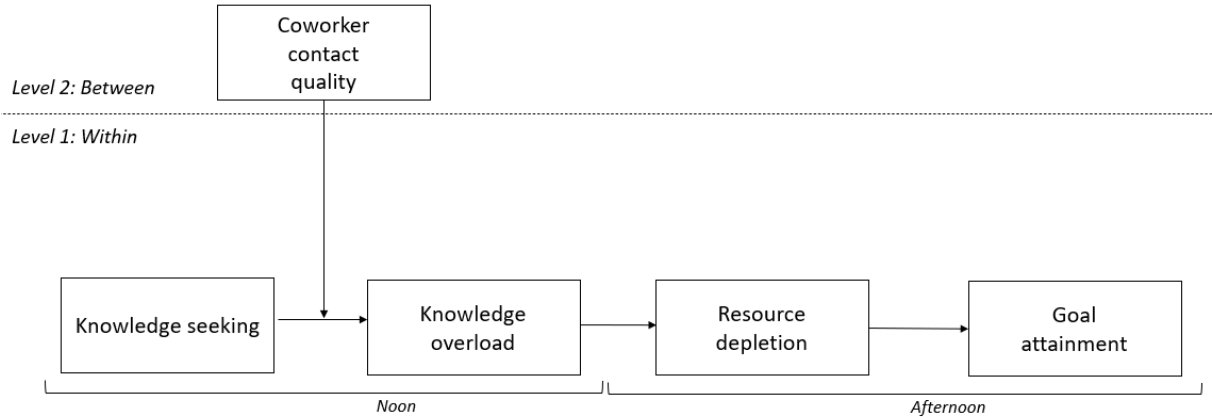 Coworker
contact
quality
Level 2: Between
Level 1: Within
Knowledge seeking
Knowledge
overload
Resource
depletion
Goal
attainment
Noon
Afternoon